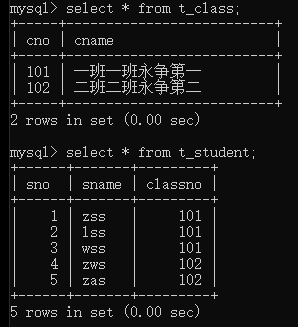 mysql> select * from t_class;
+-----+----------------------+
| cno | cname                |
+-----+----------------------+
| 101 | 一班一班永争第一 |
| 102 | 二班二班永争第二 |
+-----+----------------------+
2 rows in set (0.00 sec)
mysql> select * from t_student;
+-----+-------+---------+
| sno | sname | classno |
+-----+-------+---------+
| 1 | zss | 101 |
| 2 | lss | 101 |
| 3 | wss | 101 |
| 4 | zws | 102 |
| 5 | zas | 102 |
+-----+-------+---------+
5 rows in set (0.00 sec)